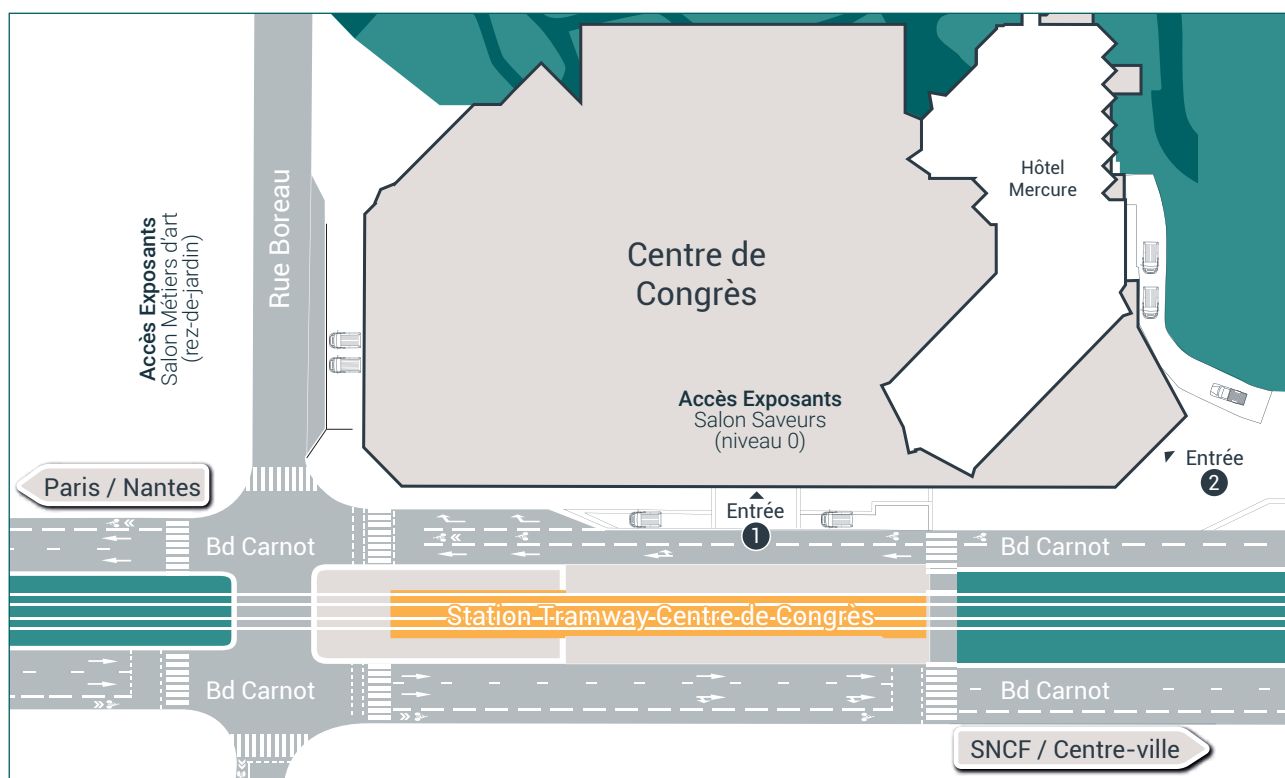 Hôtel
Mercure
Rue Boreau
Accès Exposants
Salon Métiers d'art
(rez-de-jardin)
Centre de
Congrès
Accès Exposants
Salon Saveurs
(niveau 0)
Entrée
2
Paris / Nantes
Entrée
1
Bd Carnot
Bd Carnot
Station Tramway Centre de Congrès
Bd Carnot
Bd Carnot
SNCF / Centre-ville